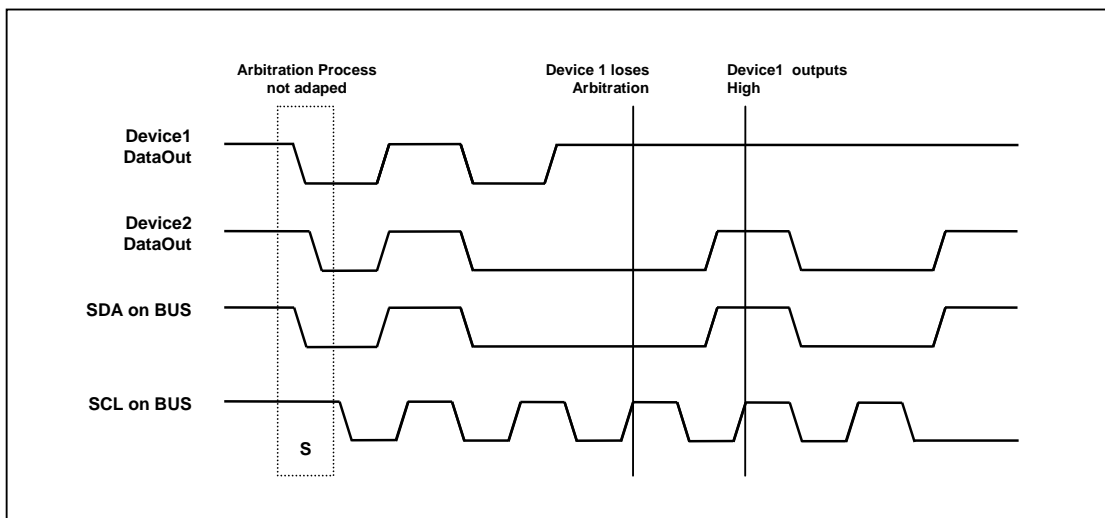 Arbitration Process
not adaped
Device 1 loses
Arbitration
Device1 outputs
High
Device1
DataOut
Device2
DataOut
SDA on BUS
SCL on BUS
S